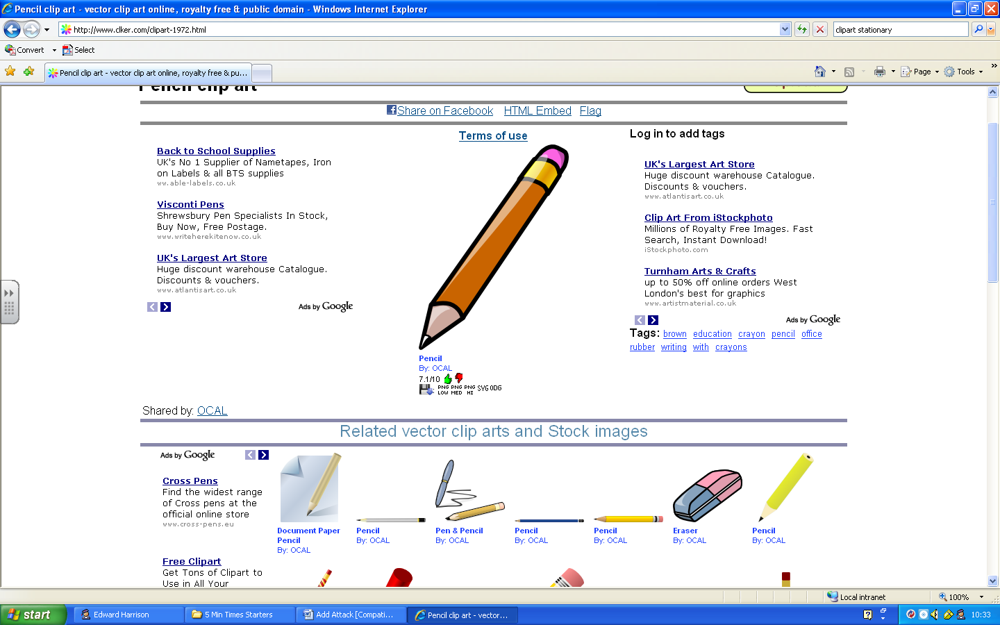 Pencil clip art - vector clip art online, royalty free & public domain - Windows Internet Explorer
http://www.clker.com/clipart-1972.html
clipart stationary
Convert
Select
Pencil clip art - vector clip art online, royalty free & pu...
Page
Tools
Pencil clip art
Share on Facebook HTML Embed Flag
Terms of use
Back to School Supplies
UK's No 1 Supplier of Nametapes, Iron
on Labels & all BTS supplies
ww.able-labels.co.uk
Visconti Pens
Shrewsbury Pen Specialists In Stock,
Buy Now, Free Postage.
www.writeherekitenow.co.uk
UK's Largest Art Store
Huge discount warehouse Catalogue.
Discounts & vouchers.
www.atlantisart.co.uk
Ads by Google
Pencil
By: OCAL
7.1/10
: PNG LOW PNG MED PNG HI SVG ODG
Log in to add tags
UK's Largest Art Store
Huge discount warehouse Catalogue.
Discounts & vouchers.
www.atlantisart.co.uk
Clip Art From iStockphoto
Millions of Royalty Free Images. Fast
Search, Instant Download!
iStockphoto.com
Turnham Arts & Crafts
up to 50% off online orders West
London's best for graphics
www.artistmaterial.co.uk
Ads by Google
Tags: brown education crayon pencil office
rubber writing with crayons
Shared by: OCAL
Related vector clip arts and Stock images
Ads by Google
Cross Pens
Find the widest range
of Cross pens at the
official online store
www.cross-pens.eu
Free Clipart
Get Tons of Clipart to
Use in All Your
Document Paper
Pencil
By: OCAL
Pencil
By: OCAL
Pen & Pencil
By: OCAL
Pencil
By: OCAL
Pencil
By: OCAL
Eraser
By: OCAL
Pencil
By: OCAL
Local intranet
100%
start
Edward Harrison
5 Min Times Starters
Add Attack [Compati...
Pencil clip art - vector...
10:33